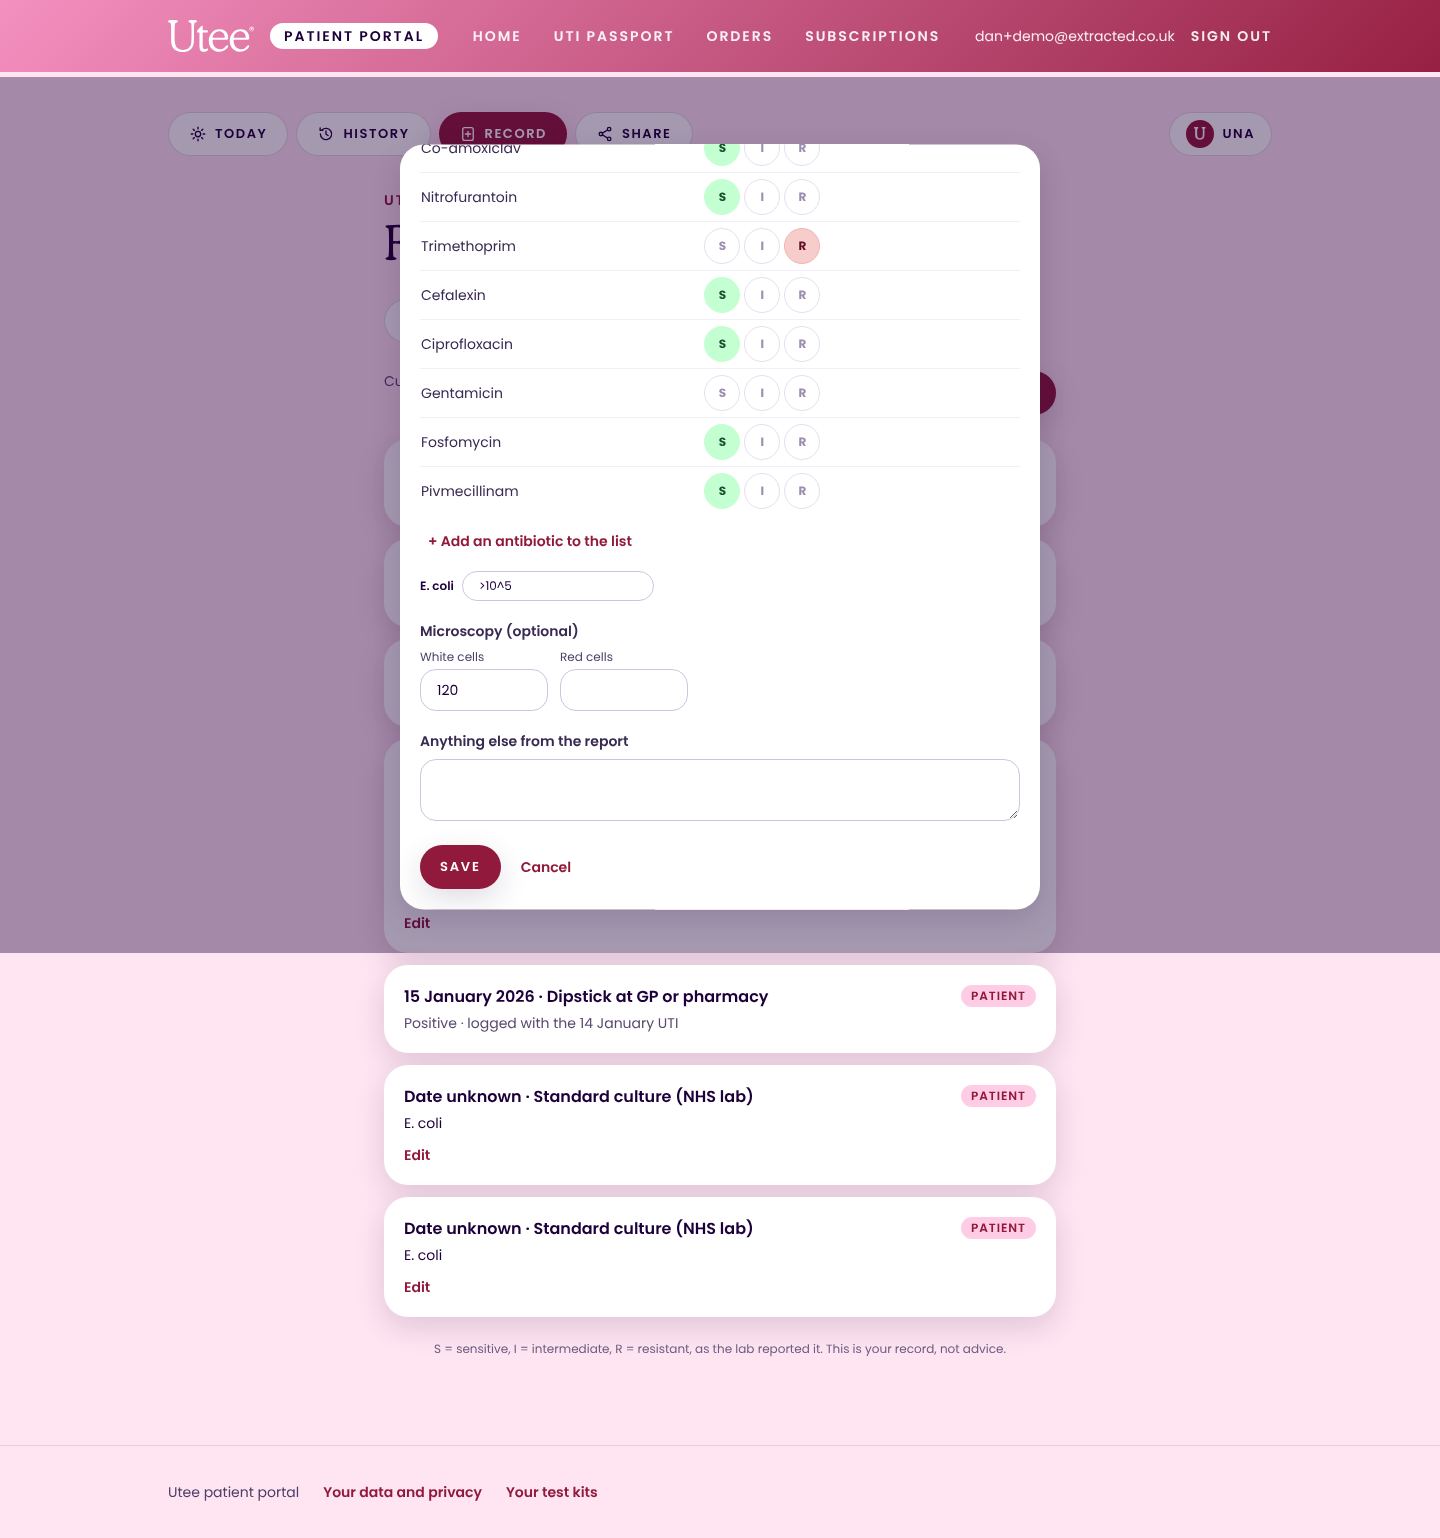 Utee® PATIENT PORTAL HOME UTI PASSPORT ORDERS SUBSCRIPTIONS dan+demo@extracted.co.uk SIGN OUT
TODAY HISTORY RECORD SHARE U UNA
Co-amoxiclav S I R
Nitrofurantoin S I R
Trimethoprim S I R
Cefalexin S I R
Ciprofloxacin S I R
Gentamicin S I R
Fosfomycin S I R
Pivmecillinam S I R
+ Add an antibiotic to the list
E. coli >10^5
Microscopy (optional)
White cells Red cells
120
Anything else from the report
SAVE Cancel
Edit
15 January 2026 · Dipstick at GP or pharmacy PATIENT
Positive · logged with the 14 January UTI
Date unknown · Standard culture (NHS lab) PATIENT
E. coli
Edit
Date unknown · Standard culture (NHS lab) PATIENT
E. coli
Edit
S = sensitive, I = intermediate, R = resistant, as the lab reported it. This is your record, not advice.
Utee patient portal Your data and privacy Your test kits